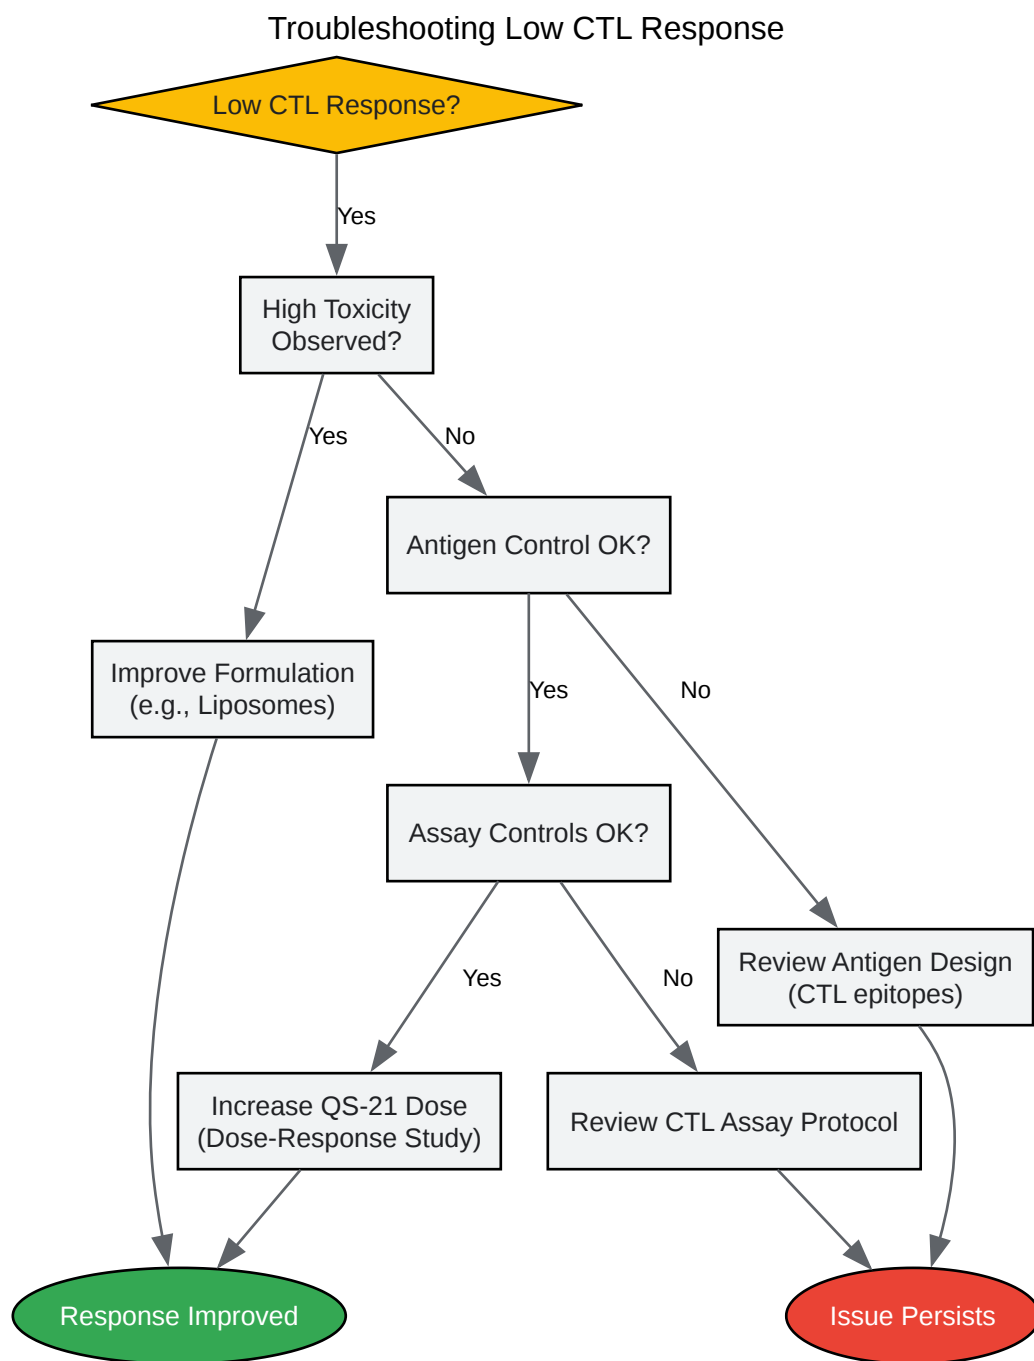 Troubleshooting Low CTL Response
Low CTL Response?
Yes
High Toxicity
Observed?
Yes
No
Antigen Control OK?
Improve Formulation
(e.g., Liposomes)
Yes
No
Assay Controls OK?
Review Antigen Design
(CTL epitopes)
Yes
No
Increase QS-21 Dose
(Dose-Response Study)
Review CTL Assay Protocol
Response Improved
Issue Persists